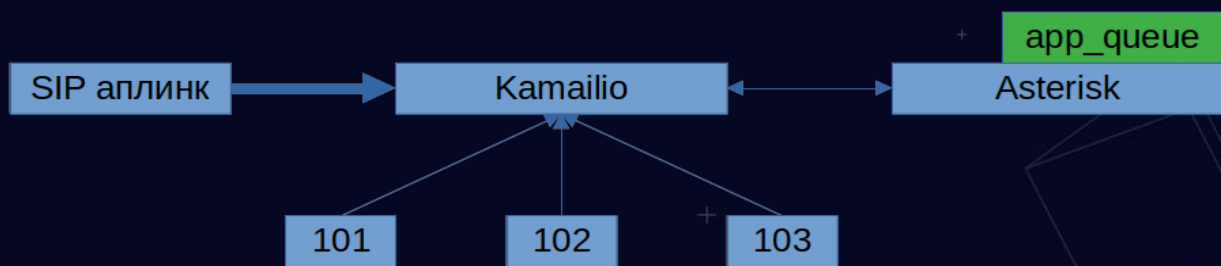 app_queue
SIP аплинк
Kamailio
Asterisk
101
102
103